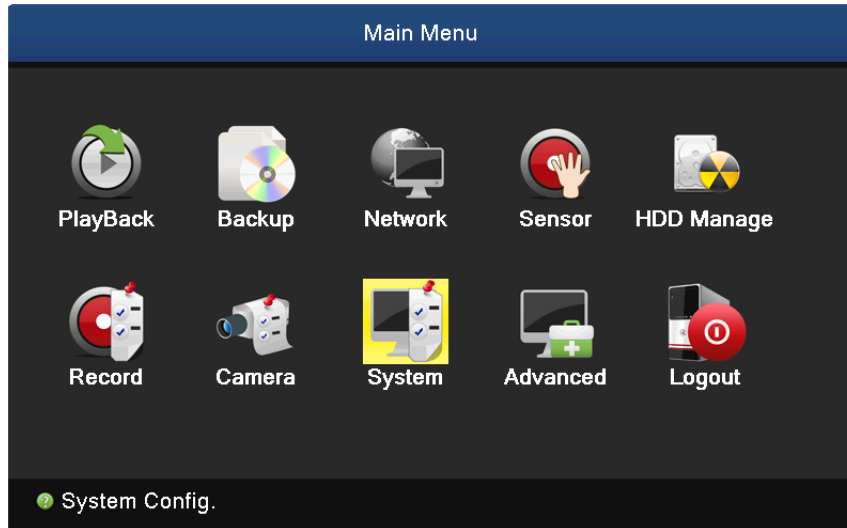 Main Menu
PlayBack Backup Network Sensor HDD Manage
Record Camera System Advanced Logout
System Config.